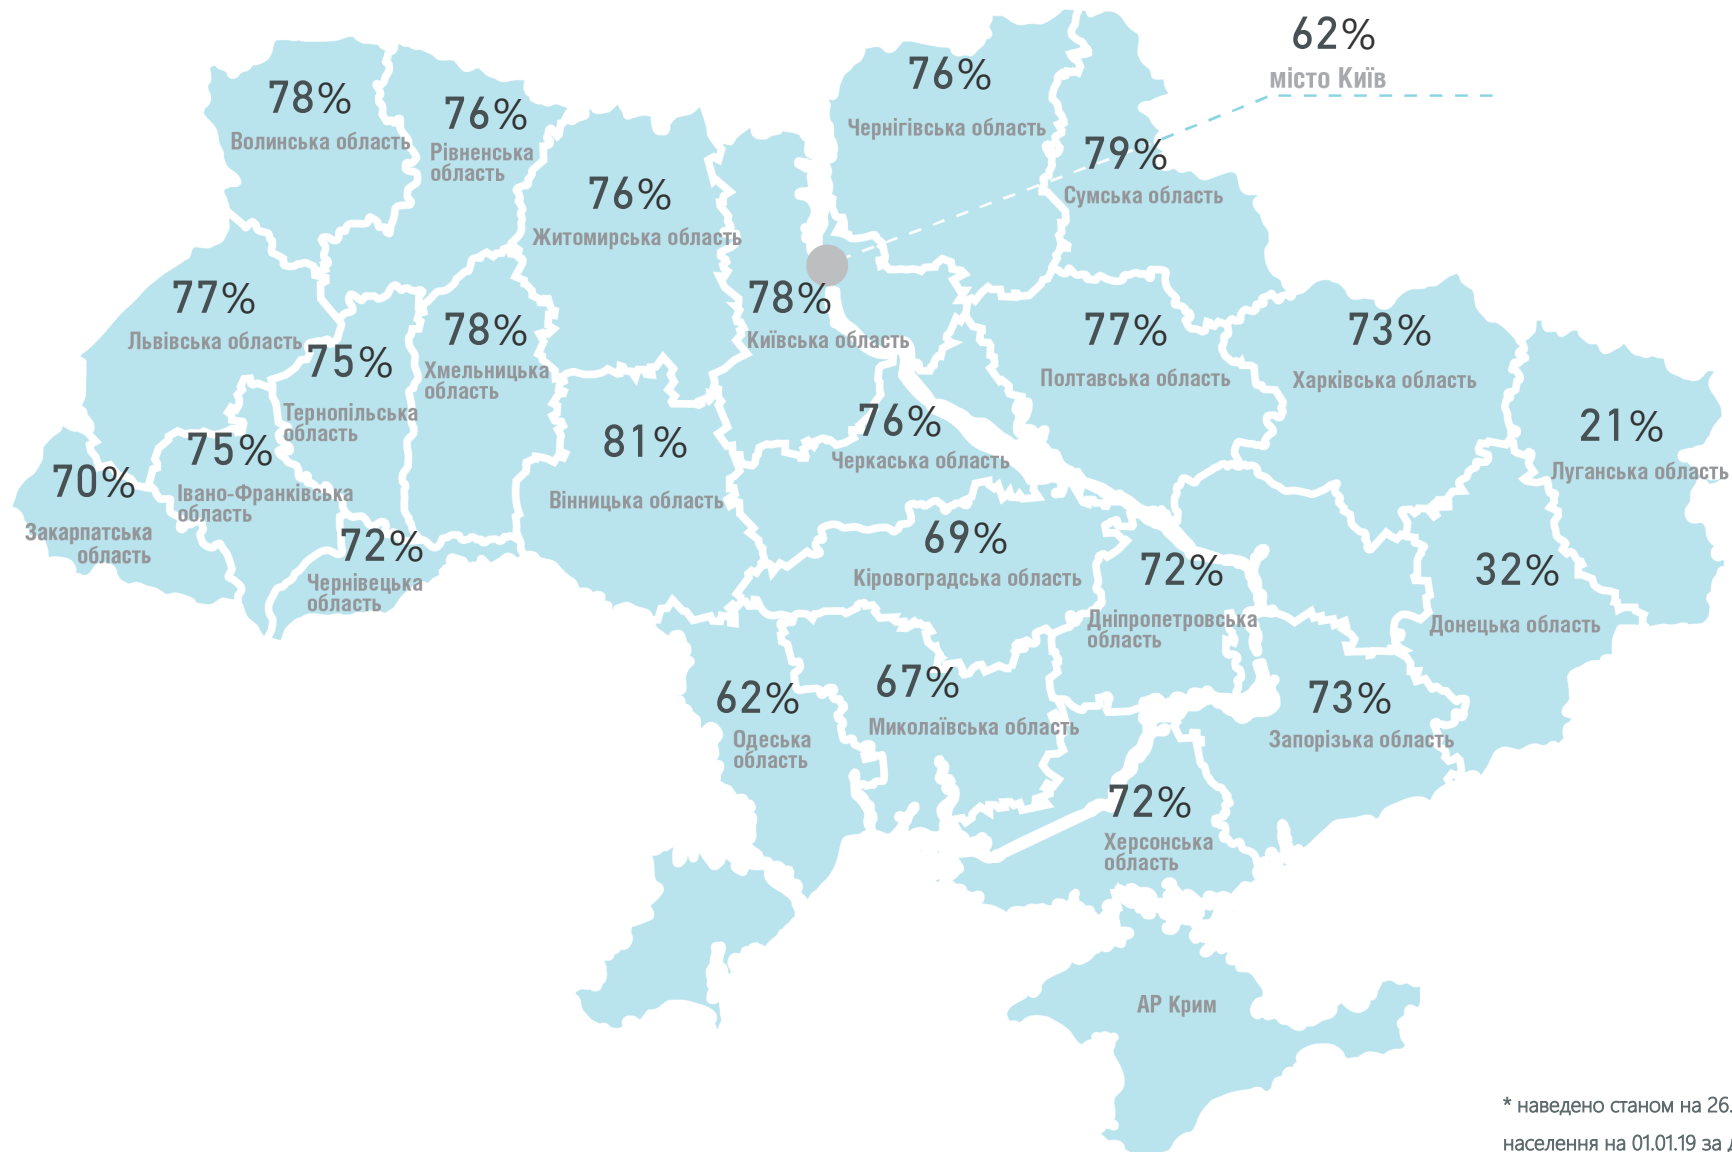 62%
місто Київ
76%
Чернігівська область
78%
Волинська область
76%
Рівненська
область
79%
Сумська область
76%
Житомирська область
77%
Львівська область
78%
Київська область
75%
Тернопільська
область
78%
Хмельницька
область
77%
Полтавська область
73%
Харківська область
21%
Луганська область
76%
Черкаська область
81%
Вінницька область
75%
Івано-Франківська
область
70%
Закарпатська
область
72%
Чернівецька
область
69%
Кіровоградська область
72%
Дніпропетровська
область
32%
Донецька область
62%
Одеська
область
67%
Миколаївська область
73%
Запорізька область
72%
Херсонська
область
АР Крим
* наведено станом на 26.
населення на 01.01.19 за